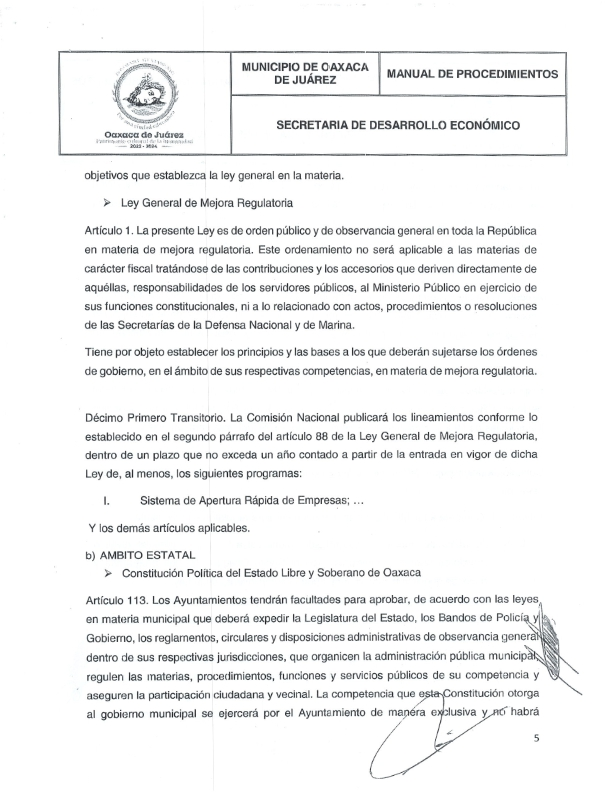 Oaxaca de Juárez
2022 - 2024
MUNICIPIO DE OAXACA
DE JUÁREZ
MANUAL DE PROCEDIMIENTOS
SECRETARIA DE DESARROLLO ECONÓMICO
objetivos que establezca la ley general en la materia.
➢ Ley General de Mejora Regulatoria
Artículo 1. La presente Ley es de orden público y de observancia general en toda la República
en materia de mejora regulatoria. Este ordenamiento no será aplicable a las materias de
carácter fiscal tratándose de las contribuciones y los accesorios que deriven directamente de
aquéllas, responsabilidades de los servidores públicos, al Ministerio Público en ejercicio de
sus funciones constitucionales, ni a lo relacionado con actos, procedimientos o resoluciones
de las Secretarías de la Defensa Nacional y de Marina.
Tiene por objeto establecer los principios y las bases a los que deberán sujetarse los órdenes
de gobierno, en el ámbito de sus respectivas competencias, en materia de mejora regulatoria.
Décimo Primero Transitorio. La Comisión Nacional publicará los lineamientos conforme lo
establecido en el segundo párrafo del artículo 88 de la Ley General de Mejora Regulatoria,
dentro de un plazo que no exceda un año contado a partir de la entrada en vigor de dicha
Ley de, al menos, los siguientes programas:
I. Sistema de Apertura Rápida de Empresas; …
Y los demás artículos aplicables.
b) AMBITO ESTATAL
➢ Constitución Política del Estado Libre y Soberano de Oaxaca
Artículo 113. Los Ayuntamientos tendrán facultades para aprobar, de acuerdo con las leyes
en materia municipal que deberá expedir la Legislatura del Estado, los Bandos de Policía y
Gobierno, los reglamentos, circulares y disposiciones administrativas de observancia general
dentro de sus respectivas jurisdicciones, que organicen la administración pública municipal,
regulen las materias, procedimientos, funciones y servicios públicos de su competencia y
aseguren la participación ciudadana y vecinal. La competencia que esta Constitución otorga
al gobierno municipal se ejercerá por el Ayuntamiento de manera exclusiva y no habrá
5